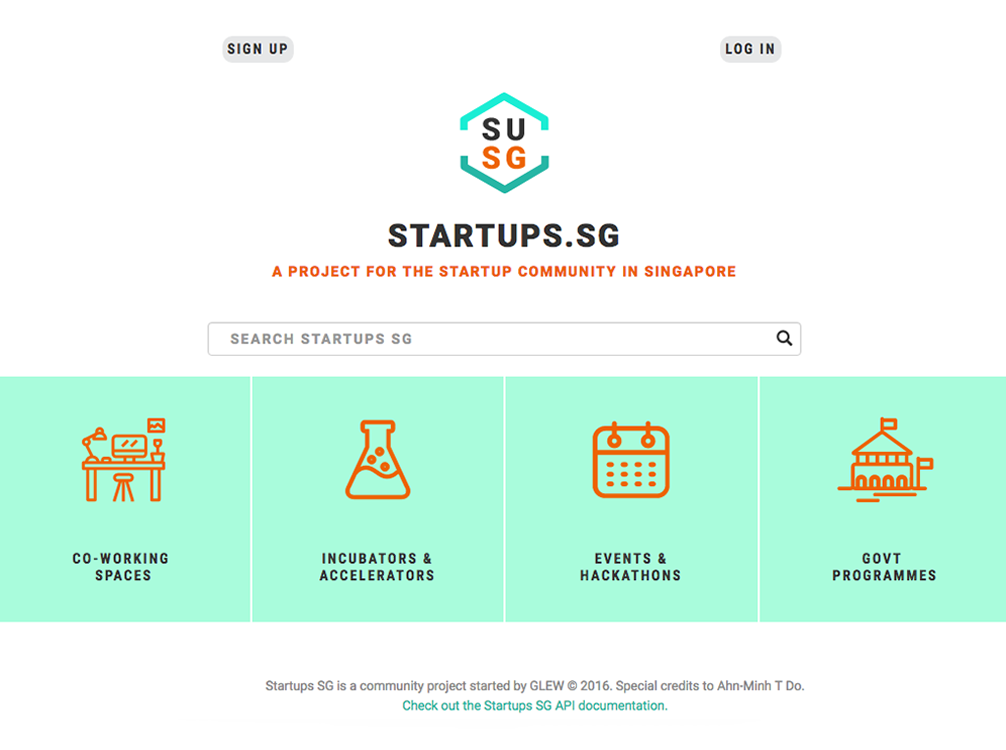 SIGN UP
LOG IN
SU
SG
STARTUPS.SG
A PROJECT FOR THE STARTUP COMMUNITY IN SINGAPORE
SEARCH STARTUPS SG
CO-WORKING
SPACES
INCUBATORS &
ACCELERATORS
EVENTS &
HACKATHONS
GOVT
PROGRAMMES
Startups SG is a community project started by GLEW © 2016. Special credits to Ahn-Minh T Do.
Check out the Startups SG API documentation.